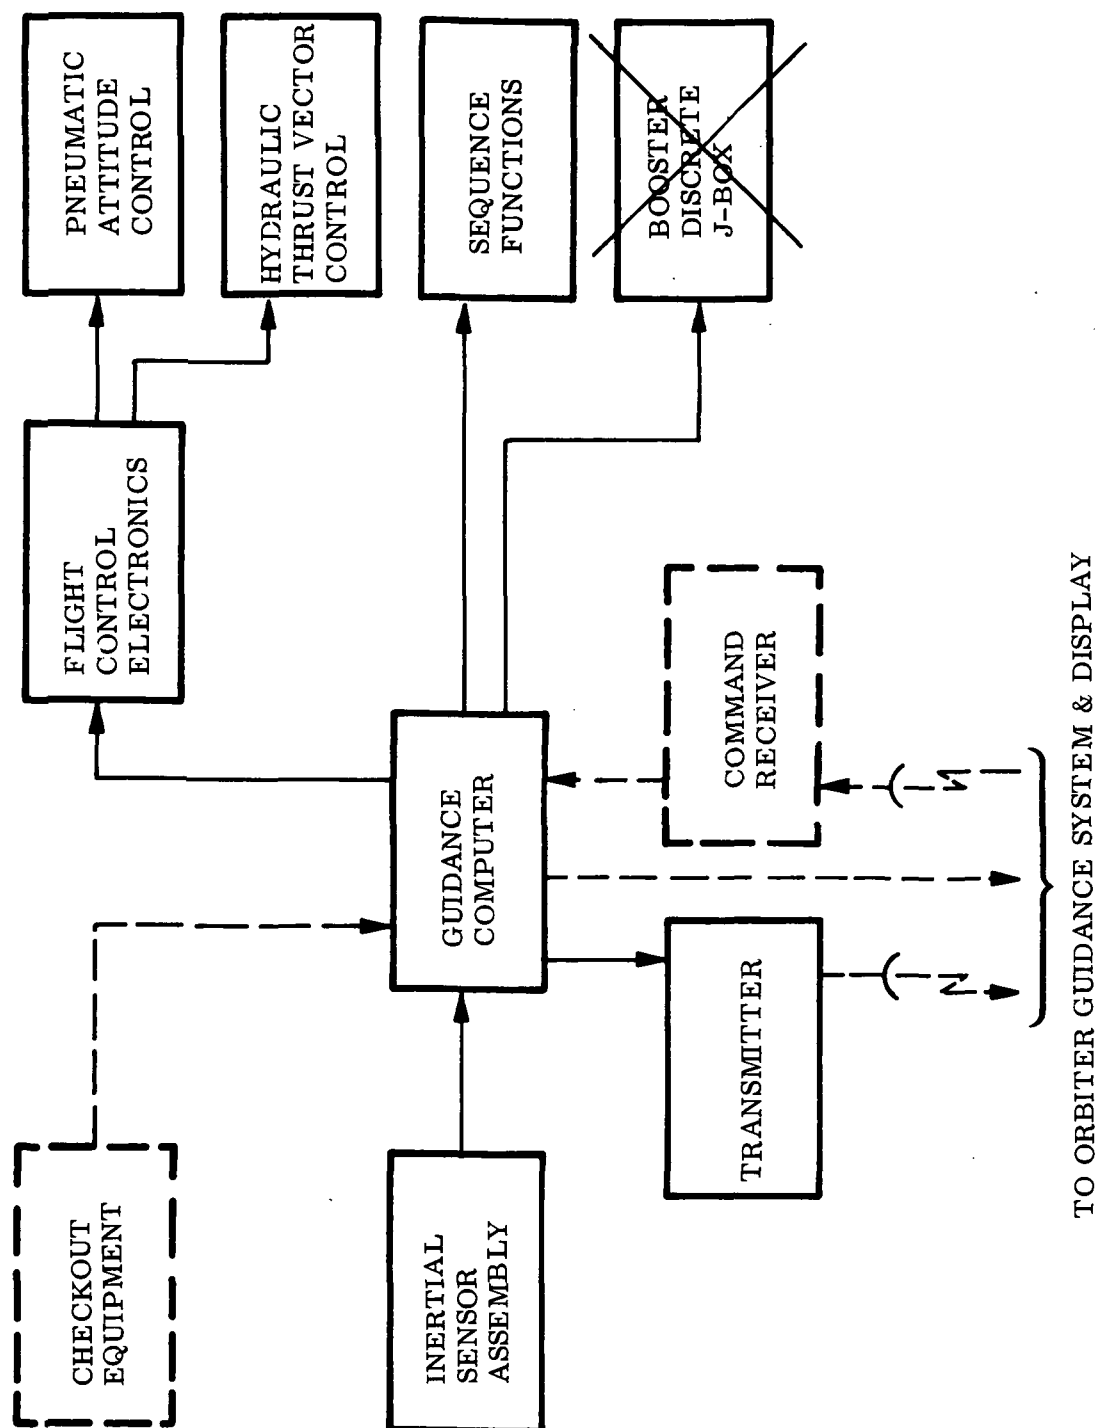 CHECKOUT
EQUIPMENT
FLIGHT
CONTROL
ELECTRONICS
PNEUMATIC
ATTITUDE
CONTROL
HYDRAULIC
THRUST VECTOR
CONTROL
INERTIAL
SENSOR
ASSEMBLY
GUIDANCE
COMPUTER
SEQUENCE
FUNCTIONS
BOOSTER
DISCRETE
J-BOX
TRANSMITTER
COMMAND
RECEIVER
TO ORBITER GUIDANCE SYSTEM & DISPLAY